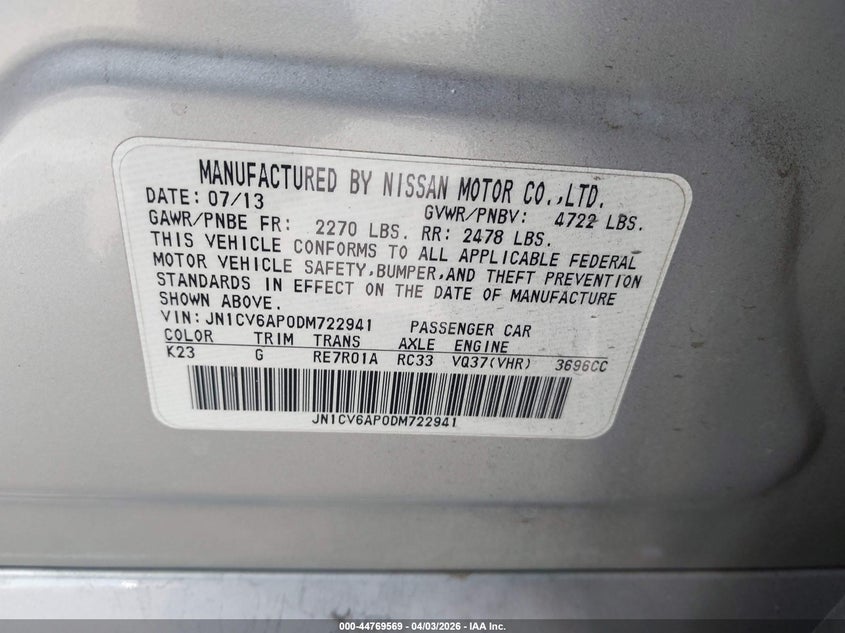 MANUFACTURED BY NISSAN MOTOR CO.,LTD.
DATE: 07/13 GVWR/PNBV: 4722 LBS.
GAWR/PNBE FR: 2270 LBS. RR: 2478 LBS.
THIS VEHICLE CONFORMS TO ALL APPLICABLE FEDERAL
MOTOR VEHICLE SAFETY,BUMPER,AND THEFT PREVENTION
STANDARDS IN EFFECT ON THE DATE OF MANUFACTURE
SHOWN ABOVE.
VIN:JN1CV6AP0DM722941 PASSENGER CAR
COLOR TRIM TRANS AXLE ENGINE
K23 G RE7R01A RC33 VQ37(VHR) 3696CC
JN1CV6AP0DM722941
000-44769569 | 04/03/2026 - IAA Inc.